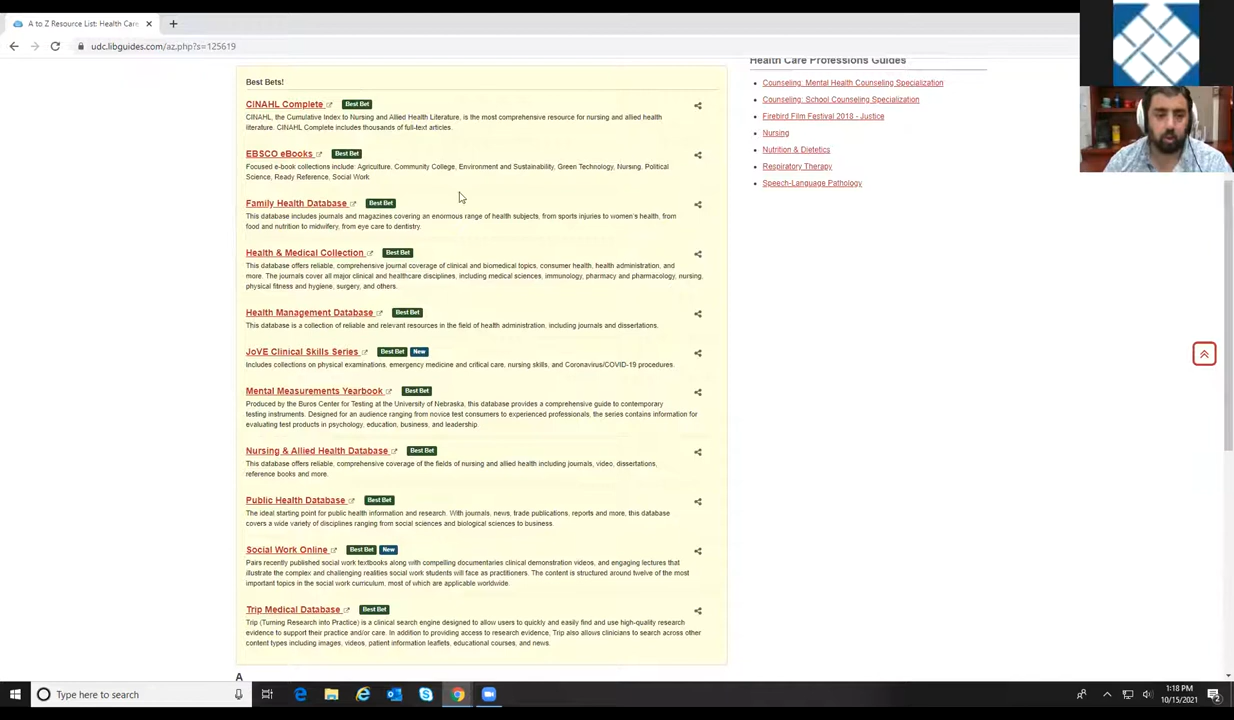 A to Z Resource List: Health Care
udc.libguides.com/az.php?s=125619
Best Bets!
CINAHL Complete Best Bet
CINAHL, the Cumulative Index to Nursing and Allied Health Literature, is the most comprehensive resource for nursing and allied health
literature. CINAHL Complete includes thousands of full-text articles.
EBSCO eBooks Best Bet
Focused e-book collections include: Agriculture, Community College, Environment and Sustainability, Green Technology, Nursing, Political
Science, Ready Reference, Social Work
Family Health Database Best Bet
This database includes journals and magazines covering an enormous range of health subjects, from sports injuries to women's health, from
food and nutrition to midwifery, from eye care to dentistry.
Health & Medical Collection Best Bet
This database offers reliable, comprehensive journal coverage of clinical and biomedical topics, consumer health, health administration, and
more. The journals cover all major clinical and healthcare disciplines, including medical sciences, immunology, pharmacy and pharmacology, nursing,
physical fitness and hygiene, surgery, and others.
Health Management Database Best Bet
This database is a collection of reliable and relevant resources in the field of health administration, including journals and dissertations.
JoVE Clinical Skills Series Best Bet New
Includes collections on physical examinations, emergency medicine and critical care, nursing skills, and Coronavirus/COVID-19 procedures.
Mental Measurements Yearbook Best Bet
Produced by the Buros Center for Testing at the University of Nebraska, this database provides a comprehensive guide to contemporary
testing instruments. Designed for an audience ranging from novice test consumers to experienced professionals, the series contains information for
evaluating test products in psychology, education, business, and leadership.
Nursing & Allied Health Database Best Bet
This database offers reliable, comprehensive coverage of the fields of nursing and allied health including journals, video, dissertations,
reference books and more.
Public Health Database Best Bet
The ideal starting point for public health information and research. With journals, news, trade publications, reports and more, this database
covers a wide variety of disciplines ranging from social sciences and biological sciences to business.
Social Work Online Best Bet New
Pairs recently published social work textbooks along with compelling documentaries clinical demonstration videos, and engaging lectures that
illustrate the complex and challenging realities social work students will face as practitioners. The content is structured around twelve of the most
important topics in the social work curriculum, most of which are applicable worldwide.
Trip Medical Database Best Bet
Trip (Turning Research into Practice) is a clinical search engine designed to allow users to quickly and easily find and use high-quality research
evidence to support their practice and/or care. In addition to providing access to research evidence, Trip also allows clinicians to search across other
content types including images, videos, patient information leaflets, educational courses, and news.
A
Health Care Professions Guides
Counseling: Mental Health Counseling Specialization
Counseling: School Counseling Specialization
Firebird Film Festival 2018 - Justice
Nursing
Nutrition & Dietetics
Respiratory Therapy
Speech-Language Pathology
Type here to search
1:18 PM
10/15/2021
2